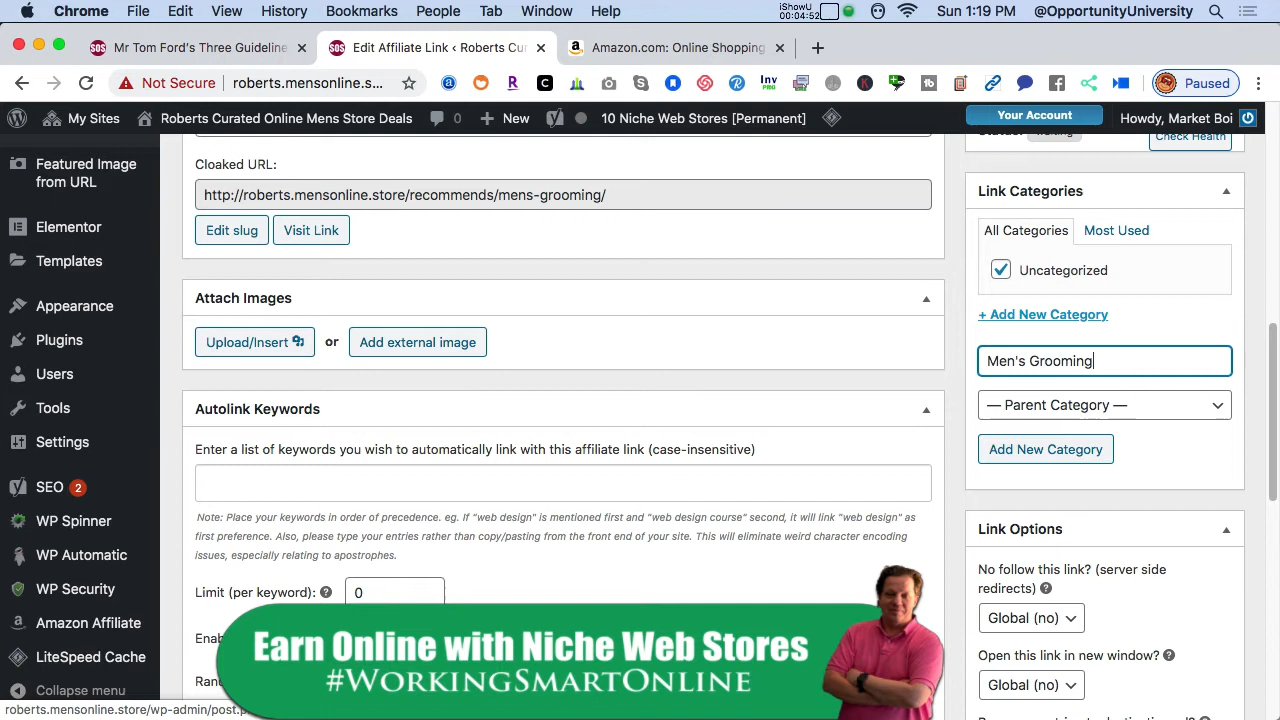 Chrome File Edit View History Bookmarks People Tab Window Help
iShowU
00:04:52
Sun 1:19 PM @OpportunityUniversity
SOS Mr Tom Ford's Three Guideline
SOS Edit Affiliate Link ‹ Roberts Cur
Amazon.com: Online Shopping
Not Secure roberts.mensonline.s...
Inv
PRO
Paused
My Sites Roberts Curated Online Mens Store Deals 0 New 10 Niche Web Stores [Permanent] Your Account Howdy, Market Boi
Featured Image
from URL
Elementor
Templates
Appearance
Plugins
Users
Tools
Settings
SEO 2
WP Spinner
WP Automatic
WP Security
Amazon Affiliate
LiteSpeed Cache
Collapse menu
Cloaked URL:
http://roberts.mensonline.store/recommends/mens-grooming/
Edit slug Visit Link
Attach Images
Upload/Insert or Add external image
Autolink Keywords
Enter a list of keywords you wish to automatically link with this affiliate link (case-insensitive)
Note: Place your keywords in order of precedence. eg. If "web design" is mentioned first and "web design course" second, it will link "web design" as
first preference. Also, please type your entries rather than copy/pasting from the front end of your site. This will eliminate weird character encoding
issues, especially relating to apostrophes.
Limit (per keyword): ? 0
Check Health
Link Categories
All Categories Most Used
Uncategorized
+ Add New Category
Men's Grooming
— Parent Category —
Add New Category
Link Options
No follow this link? (server side
redirects) ?
Global (no)
Open this link in new window? ?
Global (no)
Earn Online with Niche Web Stores
#WorkingSmartOnline
roberts.mensonline.store/wp-admin/post.p